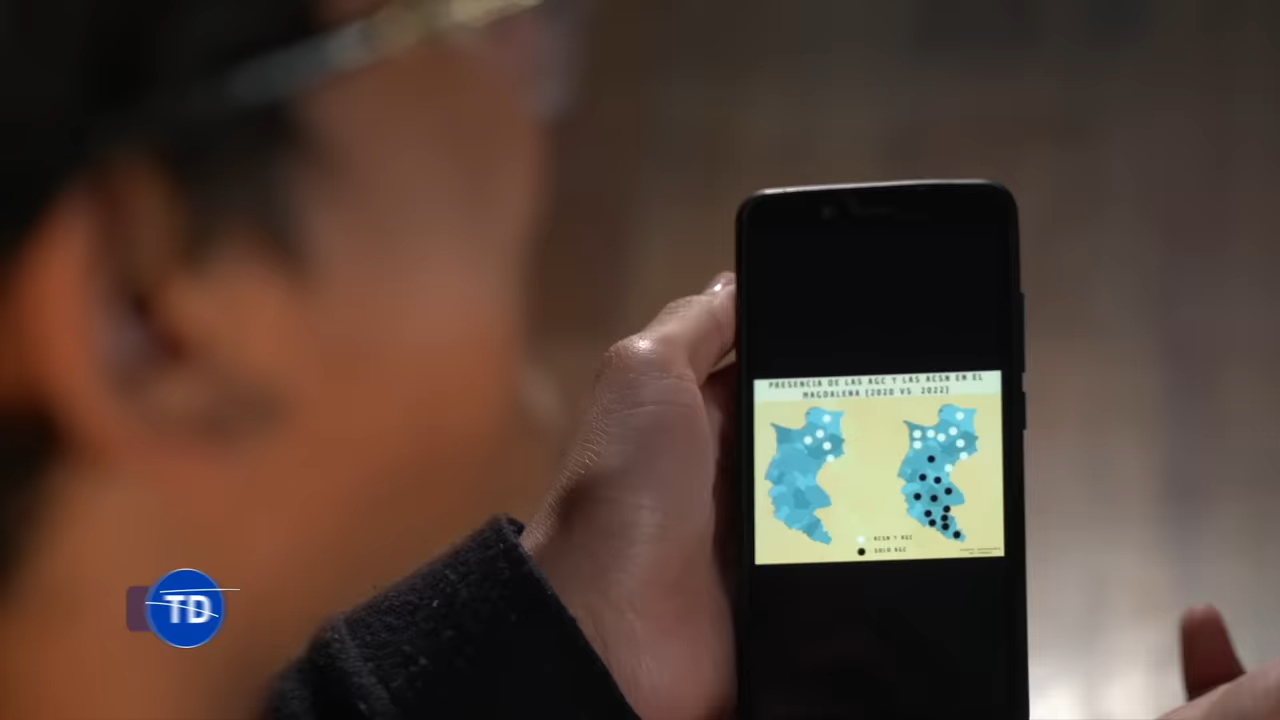 PRESENCIA DE LAS AGC Y LAS ACSN EN EL
MAGDALENA (2020 VS. 2022)
ACSN Y AGC
SOLO AGC
TD